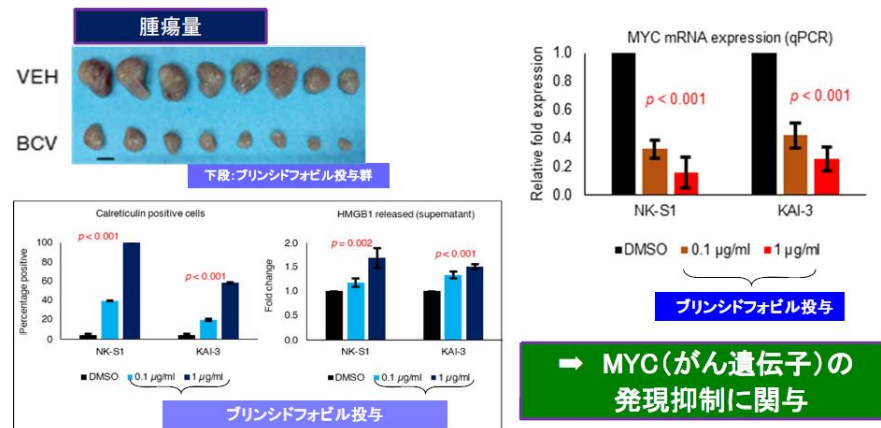 腫瘍量
VEH
BCV
下段:ブリンシドフォビル投与群
Calreticulin positive cells
Percentage positive
100
80
60
40
20
0
p < 0.001
p < 0.001
NK-S1
KAI-3
DMSO 0.1 µg/ml 1 µg/ml
HMGB1 released (supernatant)
Fold change
2.0
1.5
1.0
0.5
0.0
p = 0.002
p < 0.001
NK-S1
KAI-3
DMSO 0.1 µg/ml 1 µg/ml
ブリンシドフォビル投与
MYC mRNA expression (qPCR)
Relative fold expression
1.0
0.8
0.6
0.4
0.2
0.0
p < 0.001
p < 0.001
NK-S1
KAI-3
DMSO 0.1 µg/ml 1 µg/ml
ブリンシドフォビル投与
➡ MYC(がん遺伝子)の
発現抑制に関与